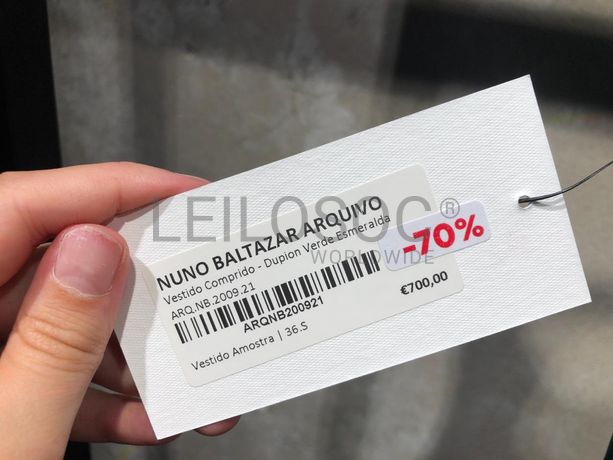 NUNO BALTAZAR ARQUIVO
Vestido Comprido - Dupion Verde Esmeralda
ARQ.NB.2009.21
ARQNB200921
€700,00
Vestido Amostra | 36.S
-70%
LEILOSOC®
WORLDWIDE